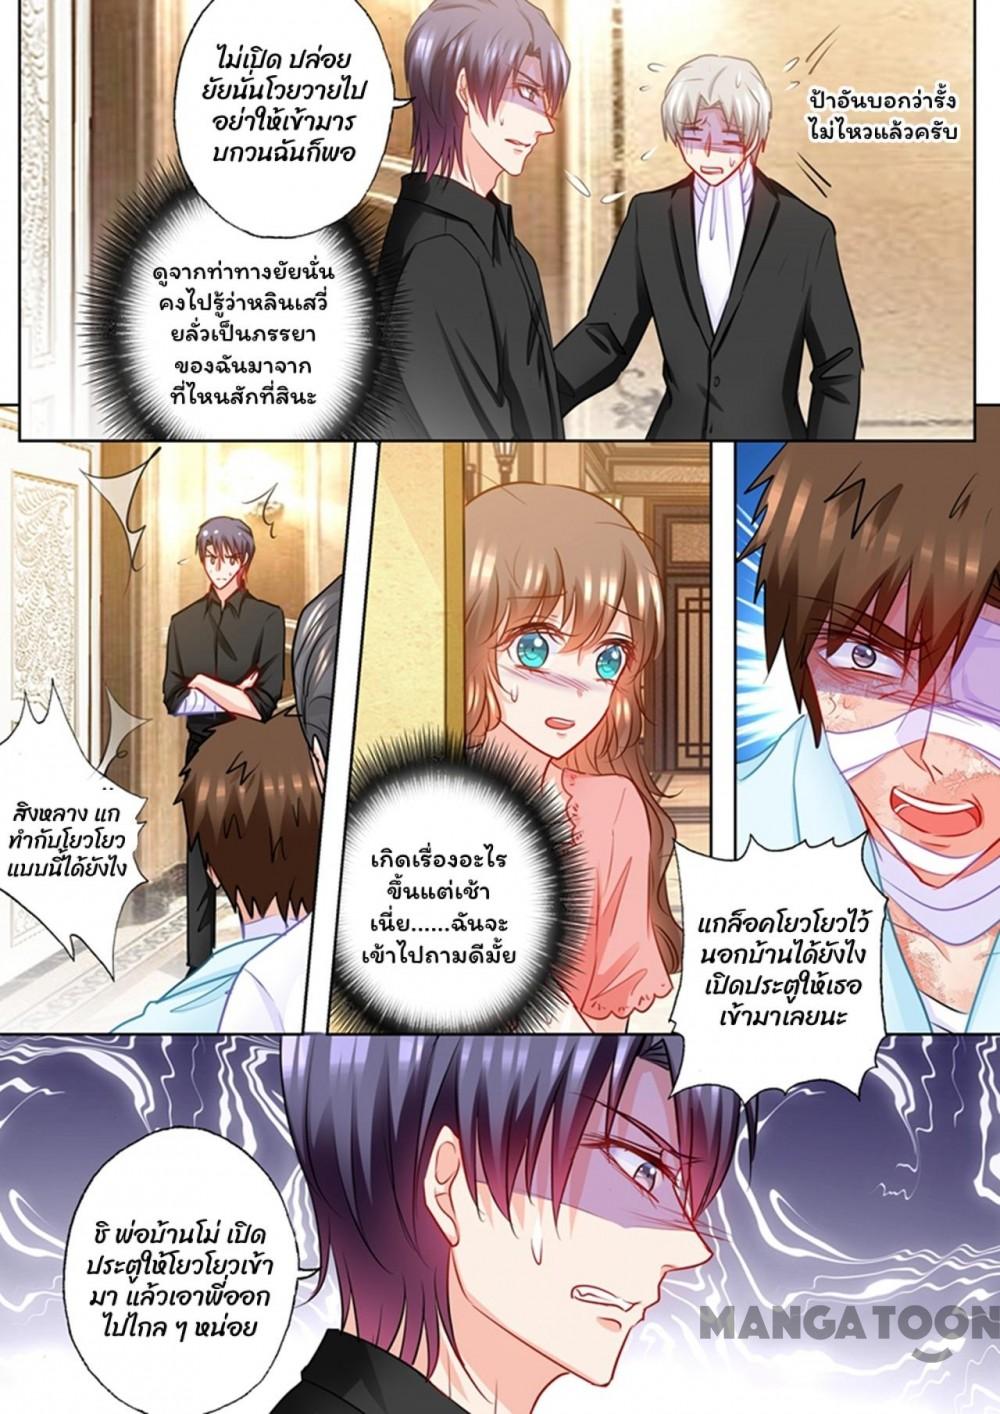 ไม่เปิด ปล่อย
ยัยนั่นโวยวายไป
อย่าให้เข้ามาร
บกวนฉันก็พอ
ป้าอันบอกว่ารั้ง
ไม่ไหวแล้วครับ
ดูจากท่าทางยัยนั่น
คงไปรู้ว่าหลินเสวี่
ยลั่วเป็นภรรยา
ของฉันมาจาก
ที่ไหนสักที่สินะ
สิงหลาง แก
ทำกับโยวโยว
แบบนี้ได้ยังไง
เกิดเรื่องอะไร
ขึ้นแต่เช้า
เนี่ย......ฉันจะ
เข้าไปถามดีมั้ย
แกล็อคโยวโยวไว้
นอกบ้านได้ยังไง
เปิดประตูให้เธอ
เข้ามาเลยนะ
ชิ พ่อบ้านโม่ เปิด
ประตูให้โยวโยวเข้า
มา แล้วเอาพี่ออก
ไปไกล ๆ หน่อย
MANGATOON